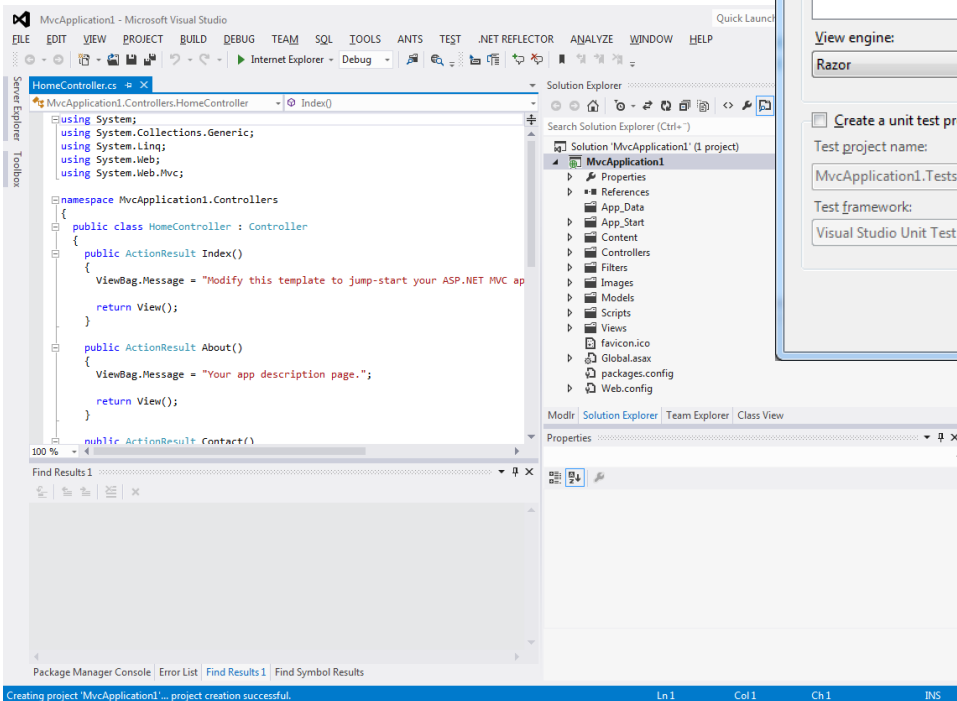 MvcApplication1 - Microsoft Visual Studio
Quick Launch
FILE EDIT VIEW PROJECT BUILD DEBUG TEAM SQL TOOLS ANTS TEST .NET REFLECTOR ANALYZE WINDOW HELP
Internet Explorer Debug
Server Explorer
Toolbox
HomeController.cs
MvcApplication1.Controllers.HomeController Index()
using System;
using System.Collections.Generic;
using System.Linq;
using System.Web;
using System.Web.Mvc;
namespace MvcApplication1.Controllers
{
public class HomeController : Controller
{
public ActionResult Index()
{
ViewBag.Message = "Modify this template to jump-start your ASP.NET MVC ap
return View();
}
public ActionResult About()
{
ViewBag.Message = "Your app description page.";
return View();
}
public ActionResult Contact()
100 %
Find Results 1
Package Manager Console Error List Find Results 1 Find Symbol Results
Solution Explorer
Search Solution Explorer (Ctrl+¨)
Solution 'MvcApplication1' (1 project)
MvcApplication1
Properties
References
App_Data
App_Start
Content
Controllers
Filters
Images
Models
Scripts
Views
favicon.ico
Global.asax
packages.config
Web.config
Modlr Solution Explorer Team Explorer Class View
Properties
View engine:
Razor
Create a unit test pr
Test project name:
MvcApplication1.Tests
Test framework:
Visual Studio Unit Test
Creating project 'MvcApplication1'... project creation successful.
Ln 1 Col 1 Ch 1 INS